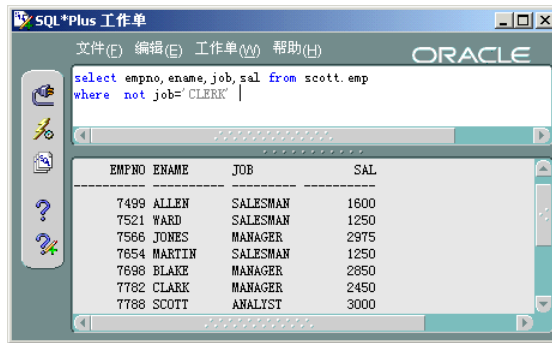 SQL*Plus 工作单
文件(F) 编辑(E) 工作单(W) 帮助(H)
ORACLE
select empno,ename,job,sal from scott.emp
where not job='CLERK'
EMPNO ENAME JOB SAL
---------- ---------- --------- ----------
7499 ALLEN SALESMAN 1600
7521 WARD SALESMAN 1250
7566 JONES MANAGER 2975
7654 MARTIN SALESMAN 1250
7698 BLAKE MANAGER 2850
7782 CLARK MANAGER 2450
7788 SCOTT ANALYST 3000